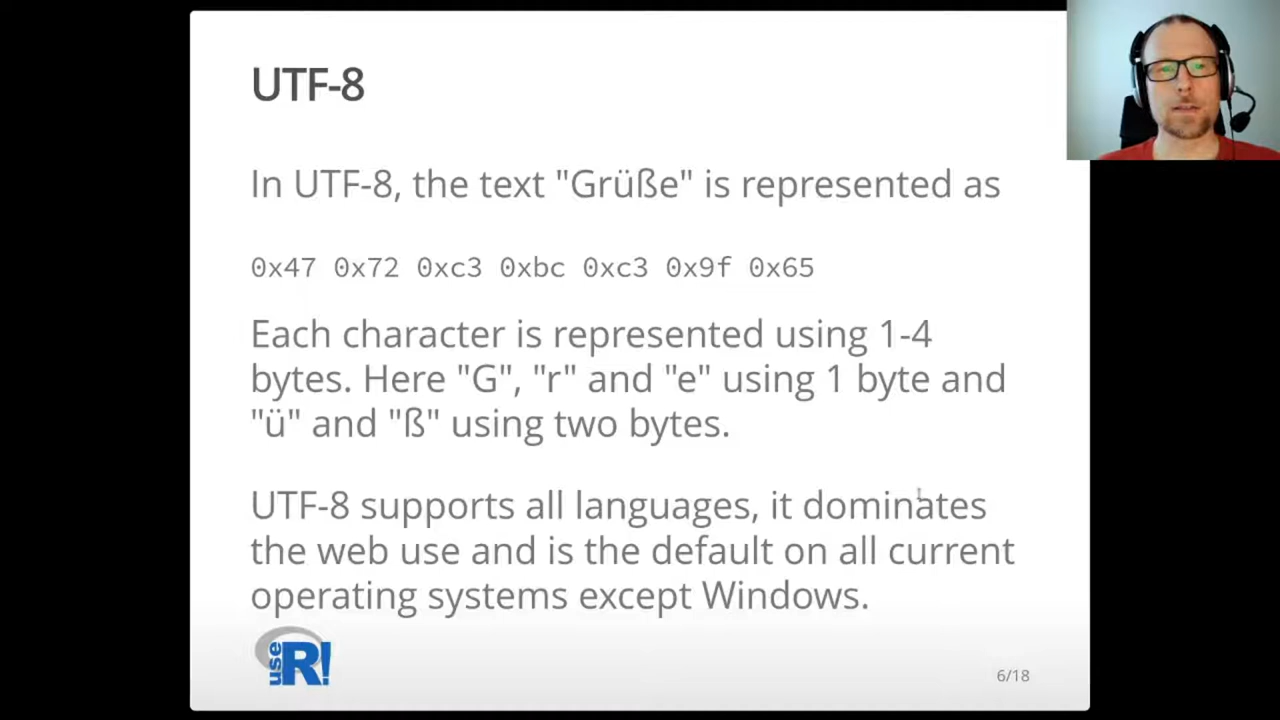 UTF-8
In UTF-8, the text "Grüße" is represented as
0x47 0x72 0xc3 0xbc 0xc3 0x9f 0x65
Each character is represented using 1-4
bytes. Here "G", "r" and "e" using 1 byte and
"ü" and "ß" using two bytes.
UTF-8 supports all languages, it dominates
the web use and is the default on all current
operating systems except Windows.
use R!
6/18